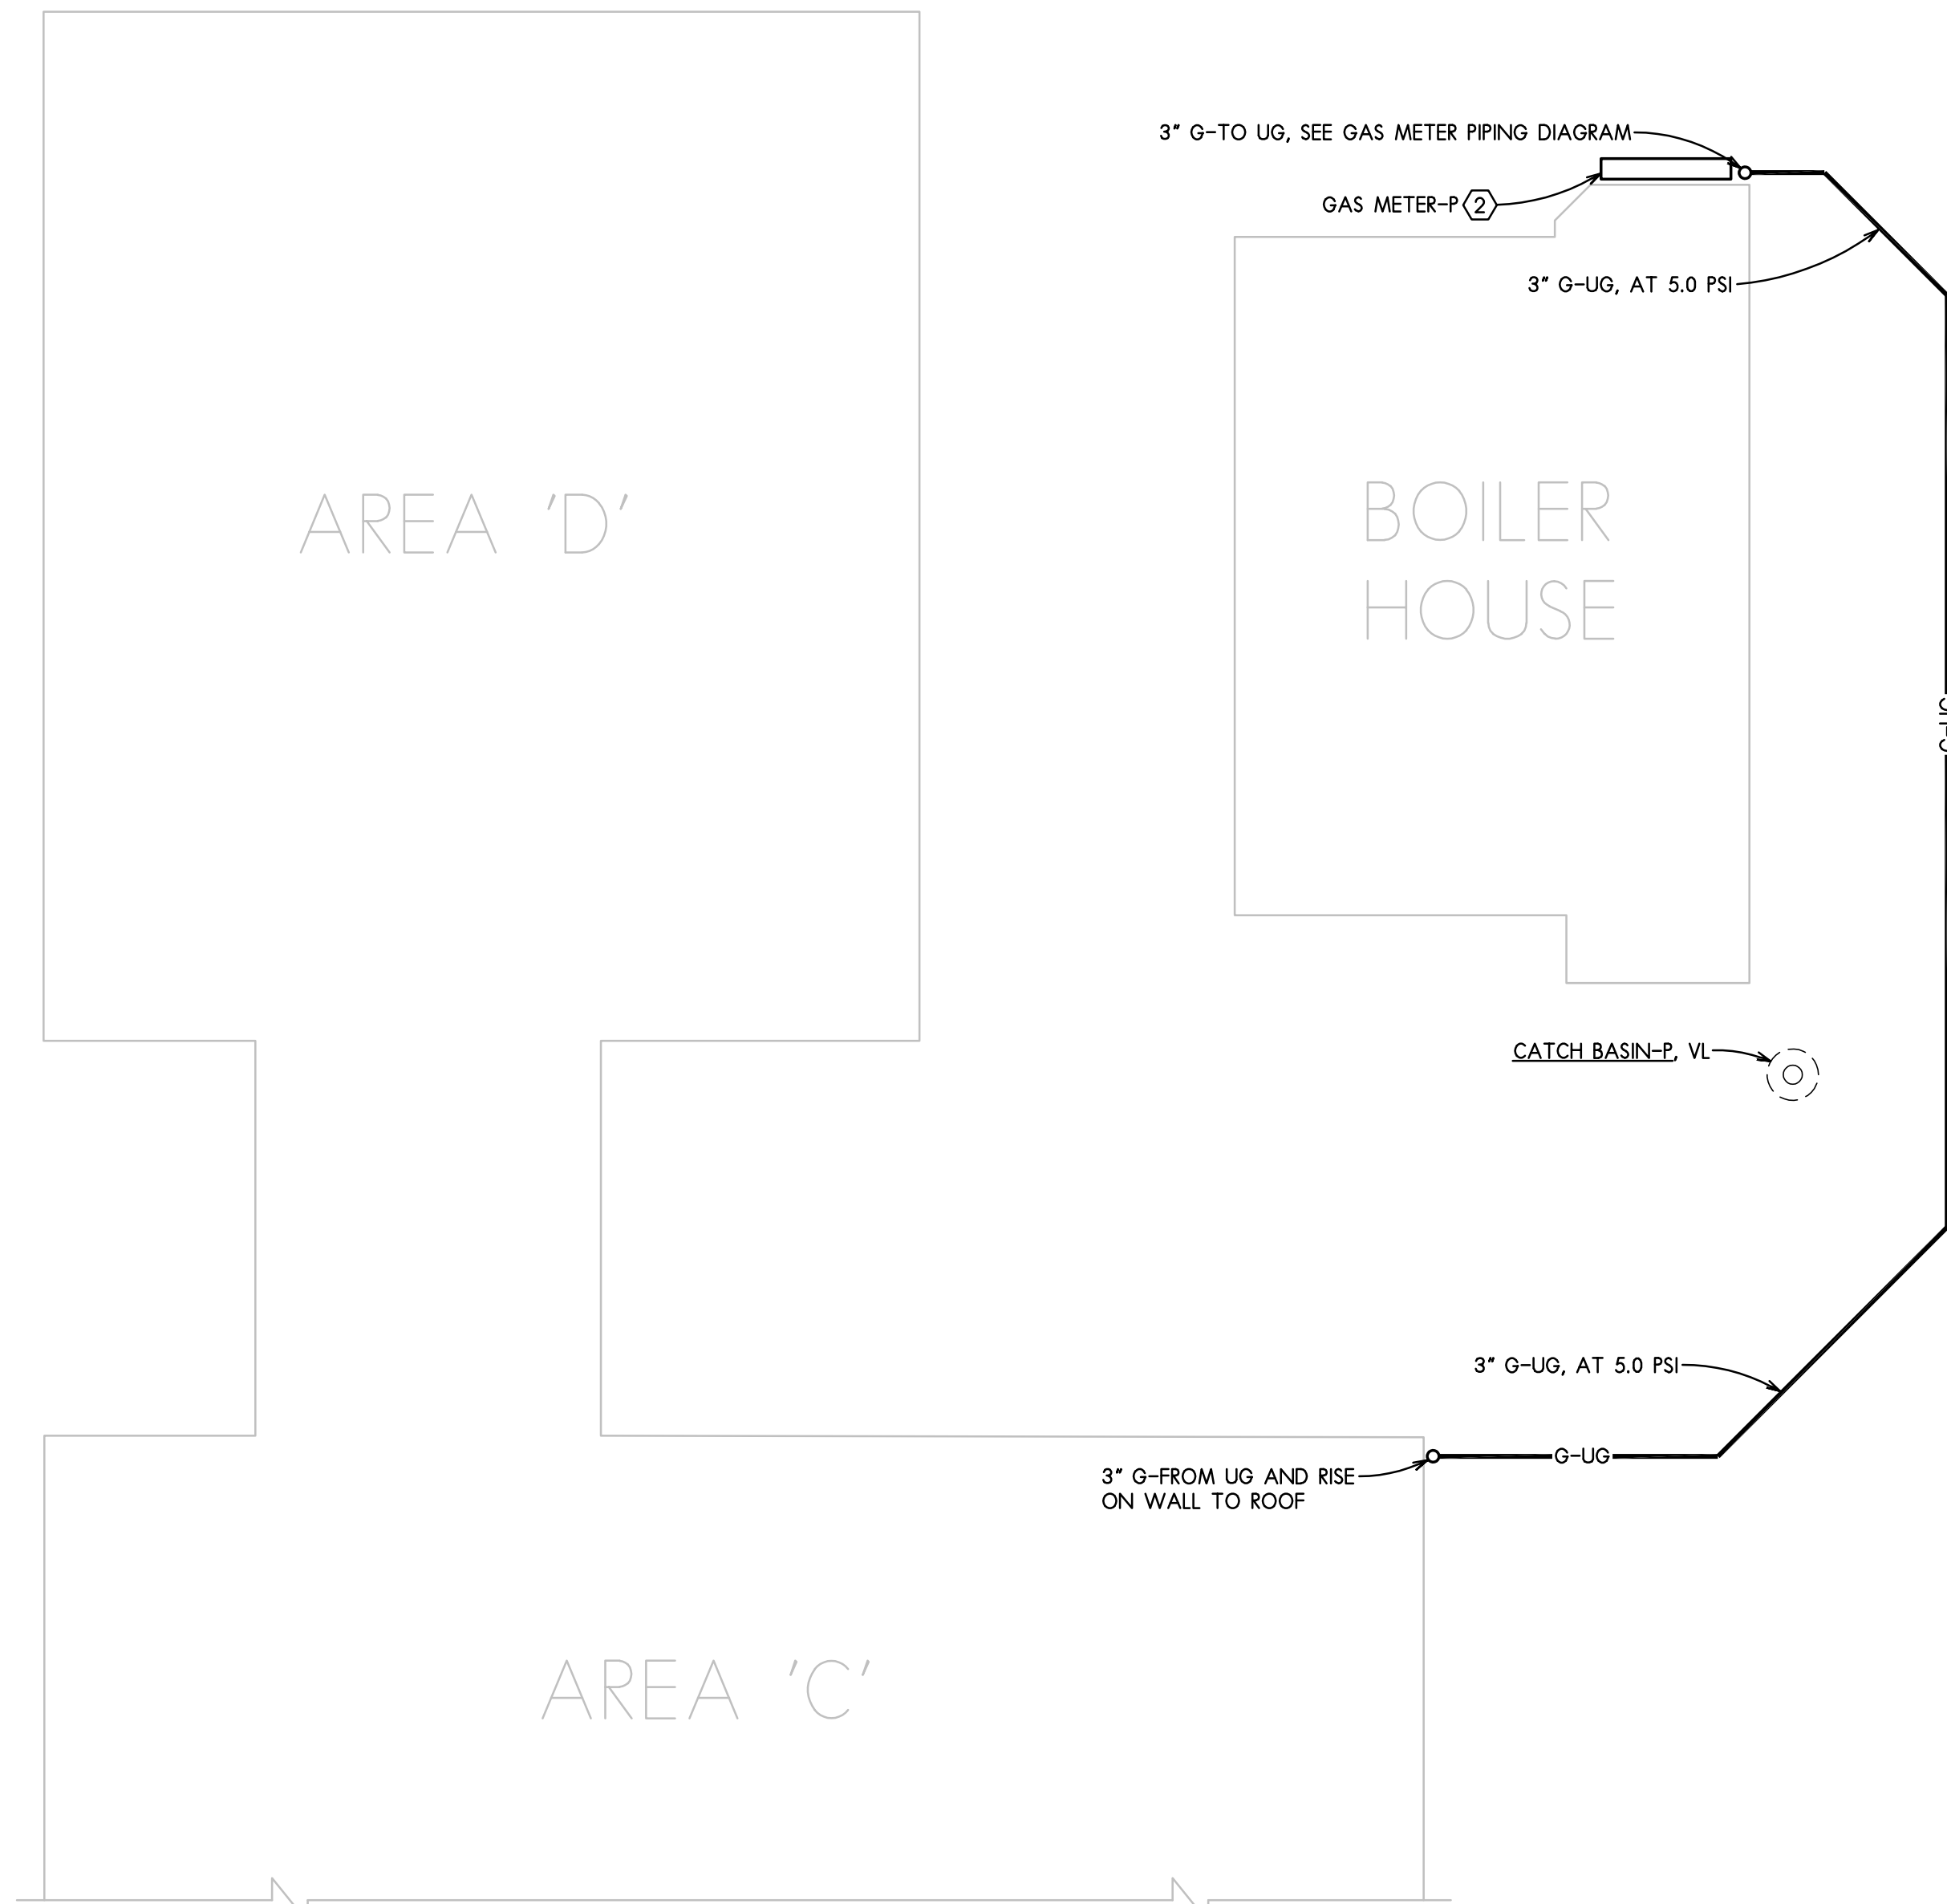 3" G-TO UG, SEE GAS METER PIPING DIAGRAM
GAS METER-P 2
3" G-UG, AT 5.0 PSI
AREA 'D'
BOILER
HOUSE
CATCH BASIN-P, VL
3" G-UG, AT 5.0 PSI
G-UG
3" G-FROM UG AND RISE
ON WALL TO ROOF
AREA 'C'